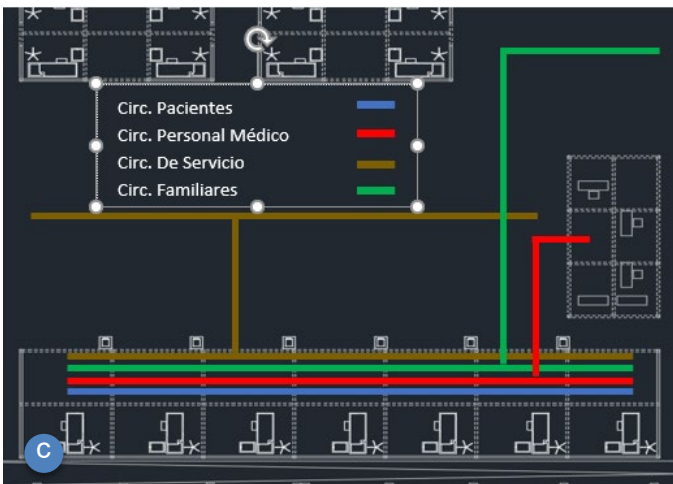 Circ. Pacientes
Circ. Personal Médico
Circ. De Servicio
Circ. Familiares
C